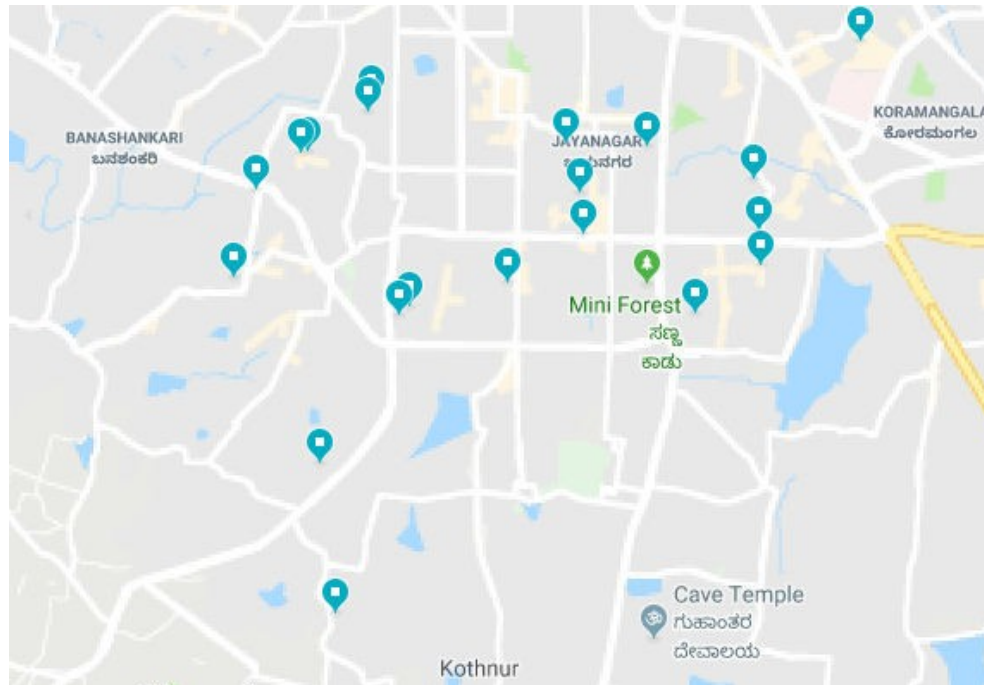 BANASHANKARI
ಬನಶಂಕರಿ
KORAMANGALA
ಕೋರಮಂಗಲ
JAYANAGAR
Mini Forest
ಸಣ್ಣ
ಕಾಡು
Cave Temple
ಗುಹಾಂತರ
ದೇವಾಲಯ
Kothnur